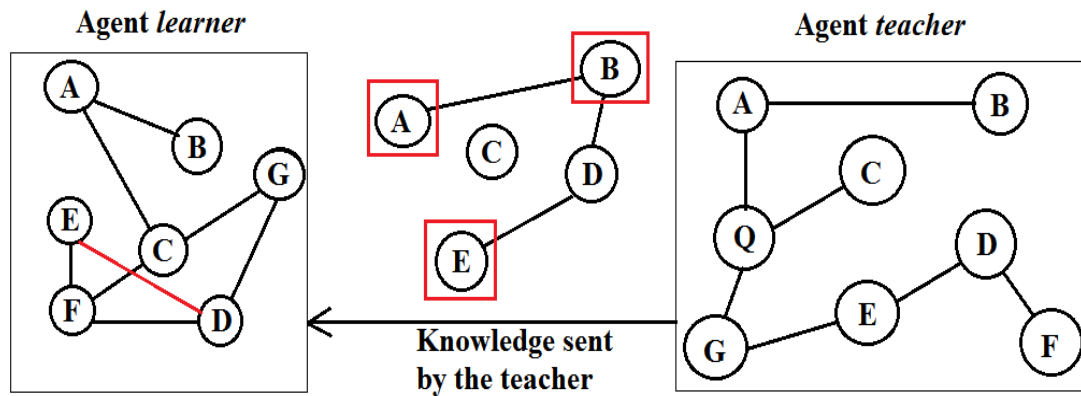 Agent learner
A
B
G
E
C
F
D
B
A
C
D
E
Knowledge sent
by the teacher
Agent teacher
A
B
C
Q
D
E
G
F